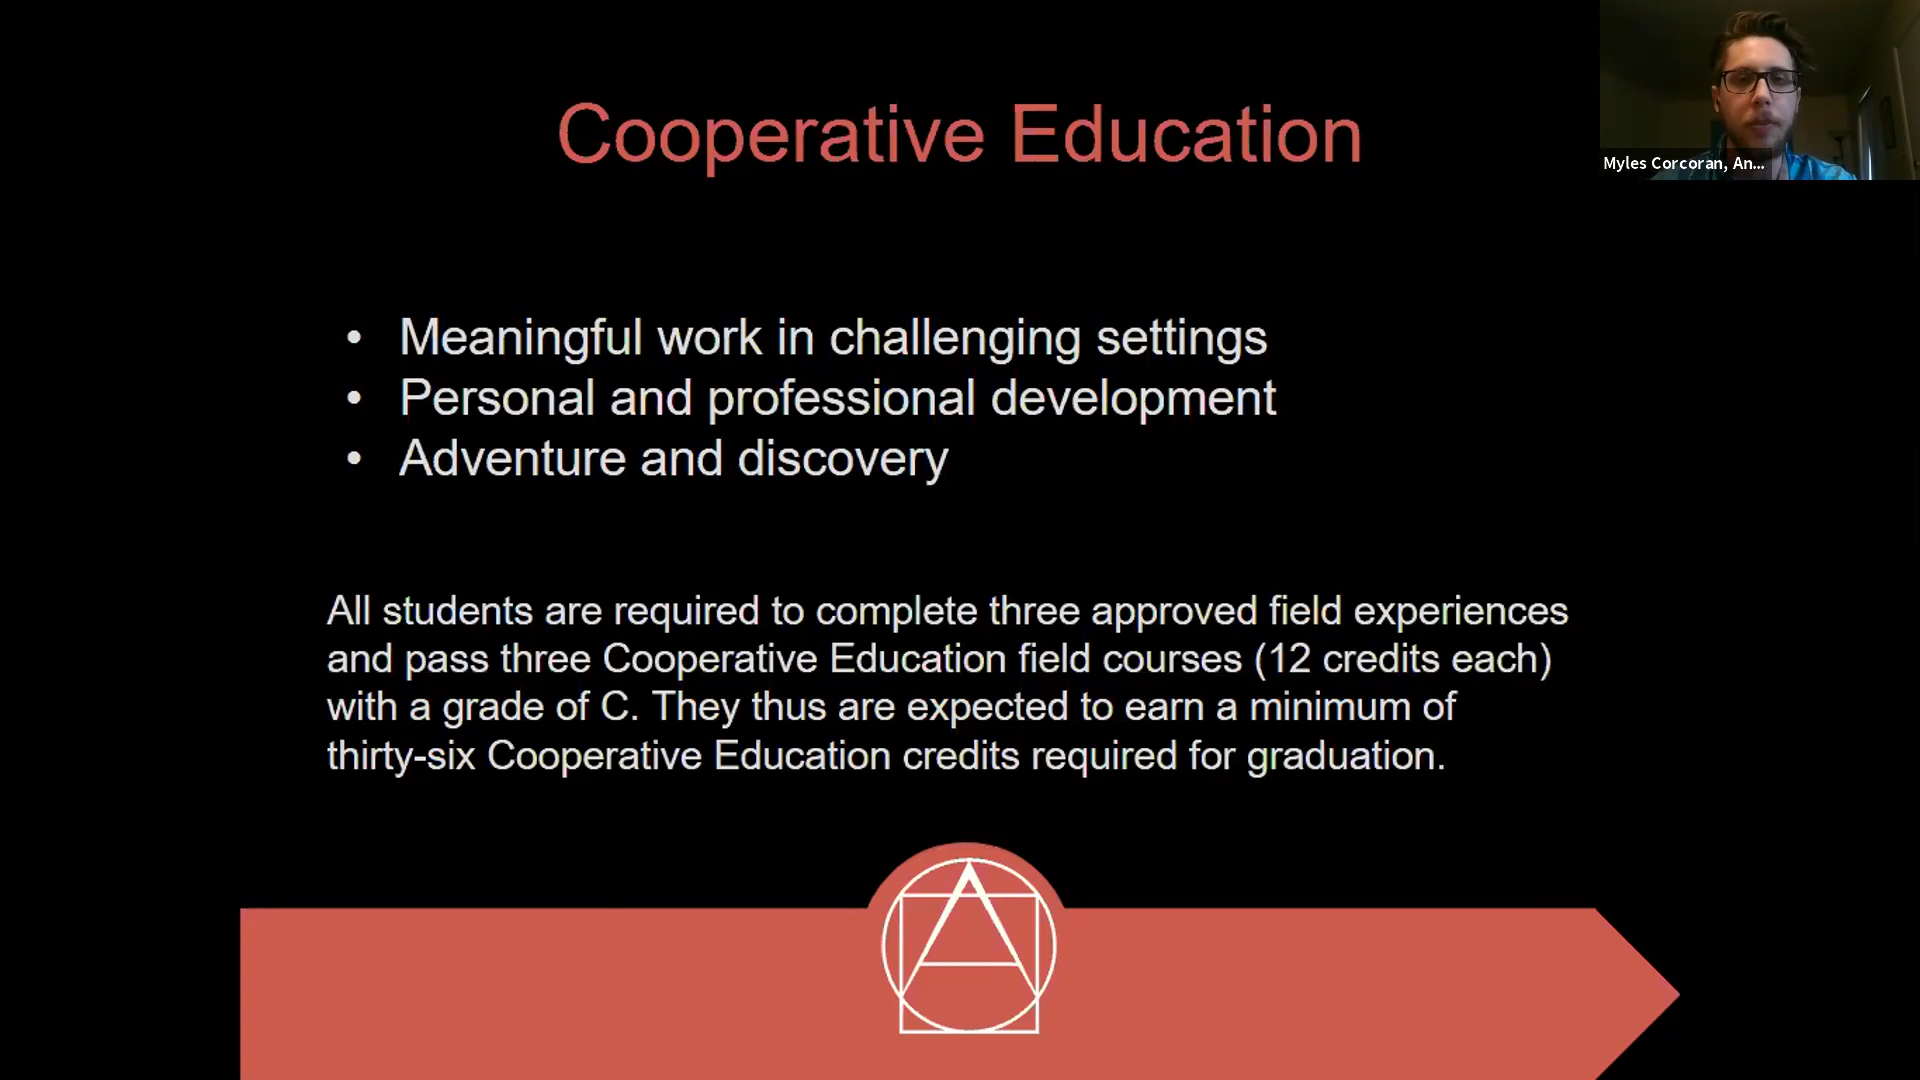 Cooperative Education
Myles Corcoran, An...
• Meaningful work in challenging settings
• Personal and professional development
• Adventure and discovery
All students are required to complete three approved field experiences
and pass three Cooperative Education field courses (12 credits each)
with a grade of C. They thus are expected to earn a minimum of
thirty-six Cooperative Education credits required for graduation.